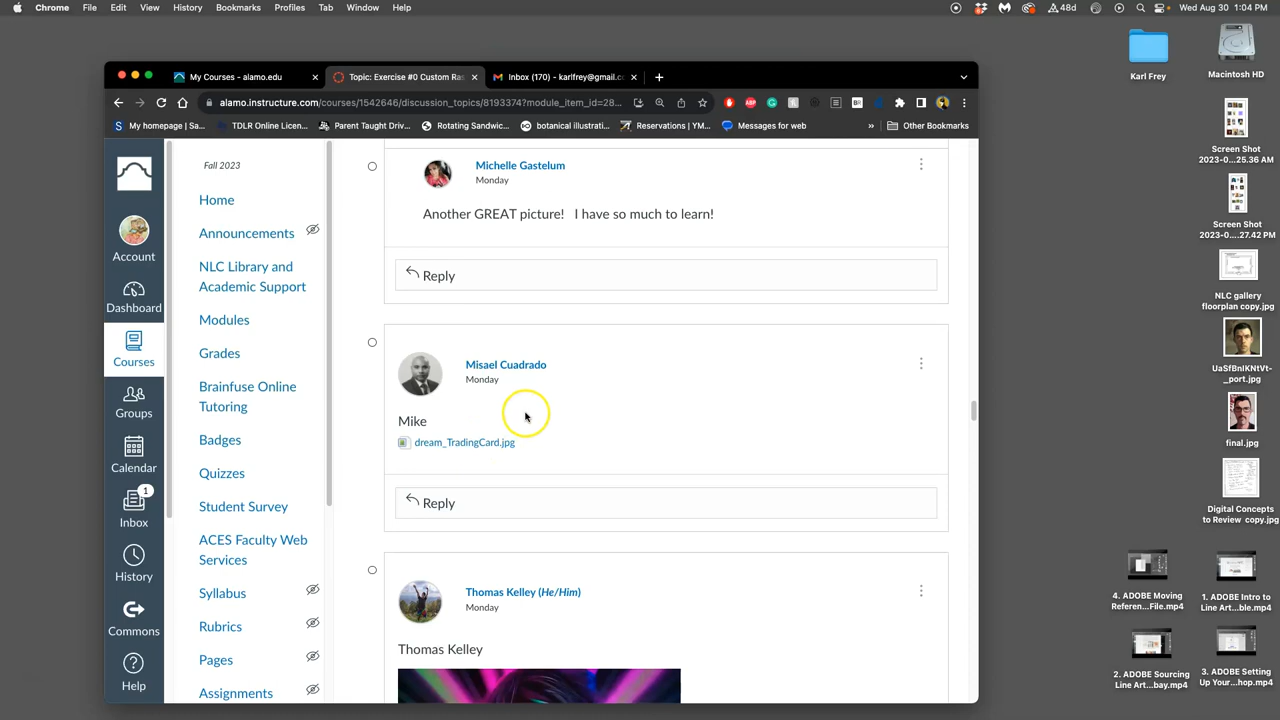 Chrome File Edit View History Bookmarks Profiles Tab Window Help
48d
Wed Aug 30 1:04 PM
My Courses - alamo.edu
Topic: Exercise #0 Custom Ras
Inbox (170) - karlfrey@gmail.c
alamo.instructure.com/courses/1542646/discussion_topics/8193374?module_item_id=28...
My homepage | Sa...
TDLR Online Licen...
Parent Taught Driv...
Rotating Sandwic...
botanical illustrati...
Reservations | YM...
Messages for web
»
Other Bookmarks
Account
Dashboard
Courses
Groups
Calendar
1
Inbox
History
Commons
Help
Fall 2023
Home
Announcements
NLC Library and
Academic Support
Modules
Grades
Brainfuse Online
Tutoring
Badges
Quizzes
Student Survey
ACES Faculty Web
Services
Syllabus
Rubrics
Pages
Assignments
Michelle Gastelum
Monday
Another GREAT picture! I have so much to learn!
Reply
Misael Cuadrado
Monday
Mike
dream_TradingCard.jpg
Reply
Thomas Kelley (He/Him)
Monday
Thomas Kelley
Karl Frey
Macintosh HD
Screen Shot
2023-0...25.36 AM
Screen Shot
2023-0....27.42 PM
NLC gallery
floorplan copy.jpg
UaSfBnIKNtVt-
_port.jpg
final.jpg
Digital Concepts
to Review copy.jpg
4. ADOBE Moving
Referen...File.mp4
1. ADOBE Intro to
Line Art...ble.mp4
2. ADOBE Sourcing
Line Art...bay.mp4
3. ADOBE Setting
Up Your...hop.mp4